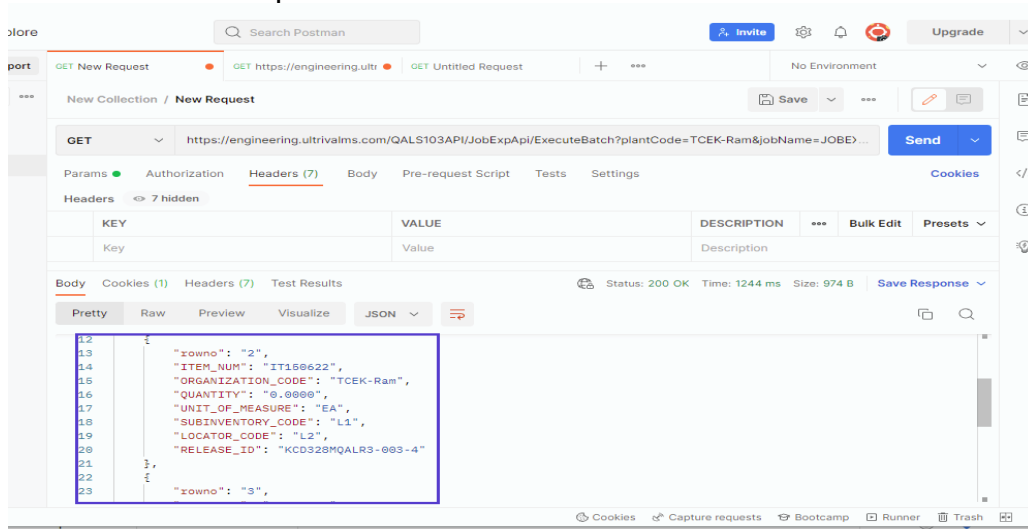 plore
Search Postman
Invite
Upgrade
port
GET New Request
GET https://engineering.ultr
GET Untitled Request
No Environment
New Collection / New Request
Save
GET
https://engineering.ultrivalms.com/QALS103API/JobExpApi/ExecuteBatch?plantCode=TCEK-Ram&jobName=JOBE...
Send
Params Authorization Headers (7) Body Pre-request Script Tests Settings
Cookies
Headers 7 hidden
KEY VALUE DESCRIPTION Bulk Edit Presets
Key Value Description
Body Cookies (1) Headers (7) Test Results
Status: 200 OK Time: 1244 ms Size: 974 B Save Response
Pretty Raw Preview Visualize JSON
12 {
13 "rowno": "2",
14 "ITEM_NUM": "IT150622",
15 "ORGANIZATION_CODE": "TCEK-Ram",
16 "QUANTITY": "0.0000",
17 "UNIT_OF_MEASURE": "EA",
18 "SUBINVENTORY_CODE": "L1",
19 "LOCATOR_CODE": "L2",
20 "RELEASE_ID": "KCD328MQALR3-003-4"
21 },
22 {
23 "rowno": "3",
Cookies Capture requests Bootcamp Runner Trash